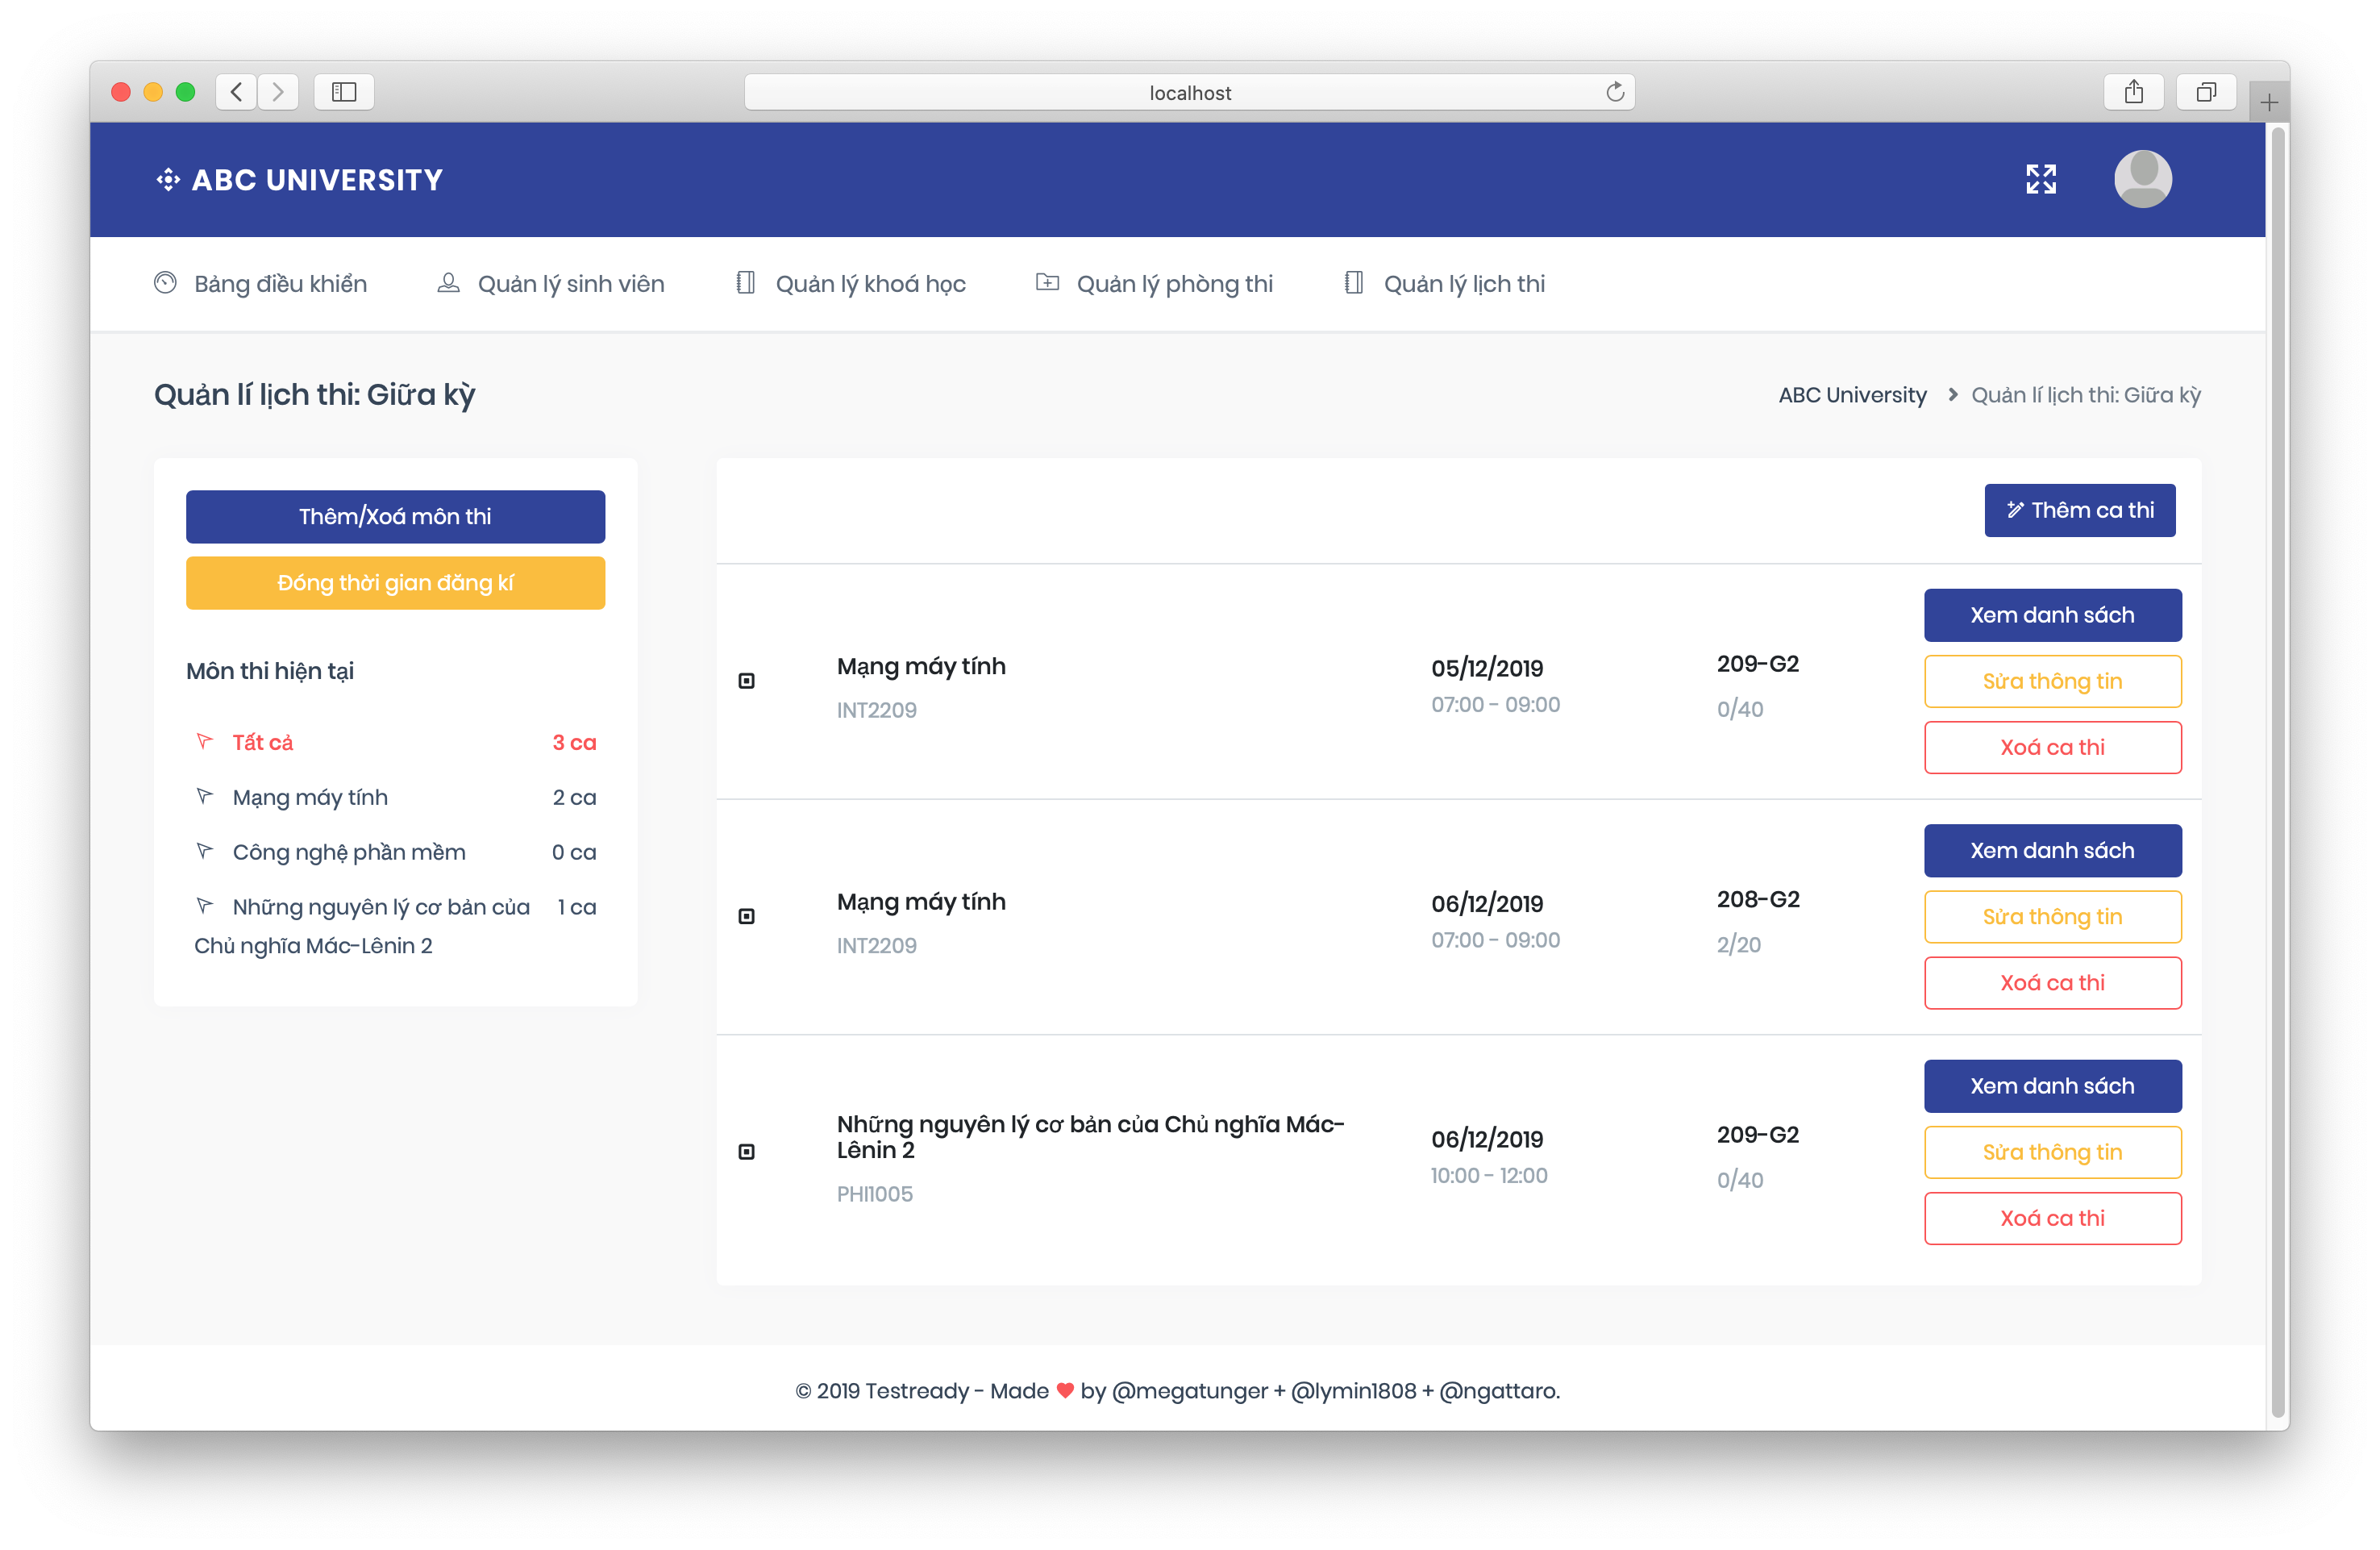 localhost
ABC UNIVERSITY
Bảng điều khiển
Quản lý sinh viên
Quản lý khoá học
Quản lý phòng thi
Quản lý lịch thi
Quản lí lịch thi: Giữa kỳ
ABC University > Quản lí lịch thi: Giữa kỳ
Thêm/Xoá môn thi
Đóng thời gian đăng kí
Môn thi hiện tại
Tất cả 3 ca
Mạng máy tính 2 ca
Công nghệ phần mềm 0 ca
Những nguyên lý cơ bản của 1 ca
Chủ nghĩa Mác-Lênin 2
Thêm ca thi
Mạng máy tính
INT2209
05/12/2019
07:00 - 09:00
209-G2
0/40
Xem danh sách
Sửa thông tin
Xoá ca thi
Mạng máy tính
INT2209
06/12/2019
07:00 - 09:00
208-G2
2/20
Xem danh sách
Sửa thông tin
Xoá ca thi
Những nguyên lý cơ bản của Chủ nghĩa Mác-
Lênin 2
PHI1005
06/12/2019
10:00 - 12:00
209-G2
0/40
Xem danh sách
Sửa thông tin
Xoá ca thi
© 2019 Testready - Made ♥ by @megatunger + @lymin1808 + @ngattaro.